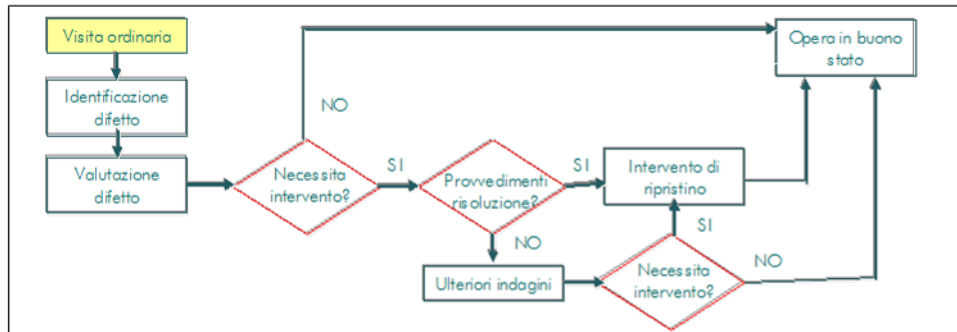 Visita ordinaria
Identificazione
difetto
Valutazione
difetto
NO
Necessita
intervento?
SI
Provvedimenti
risoluzione?
SI
Intervento di
ripristino
Opera in buono
stato
NO
SI
Ulteriori indagini
Necessita
intervento?
NO